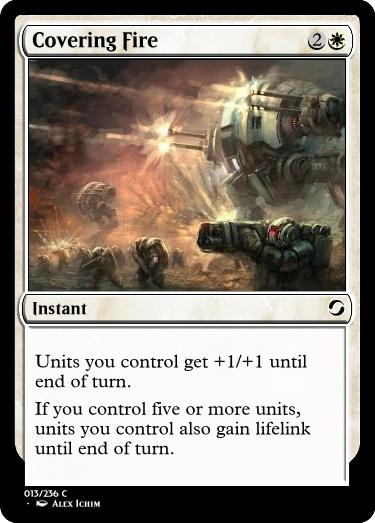 Covering Fire 2
Instant
Units you control get +1/+1 until
end of turn.
If you control five or more units,
units you control also gain lifelink
until end of turn.
013/236 C
· Alex Ichim